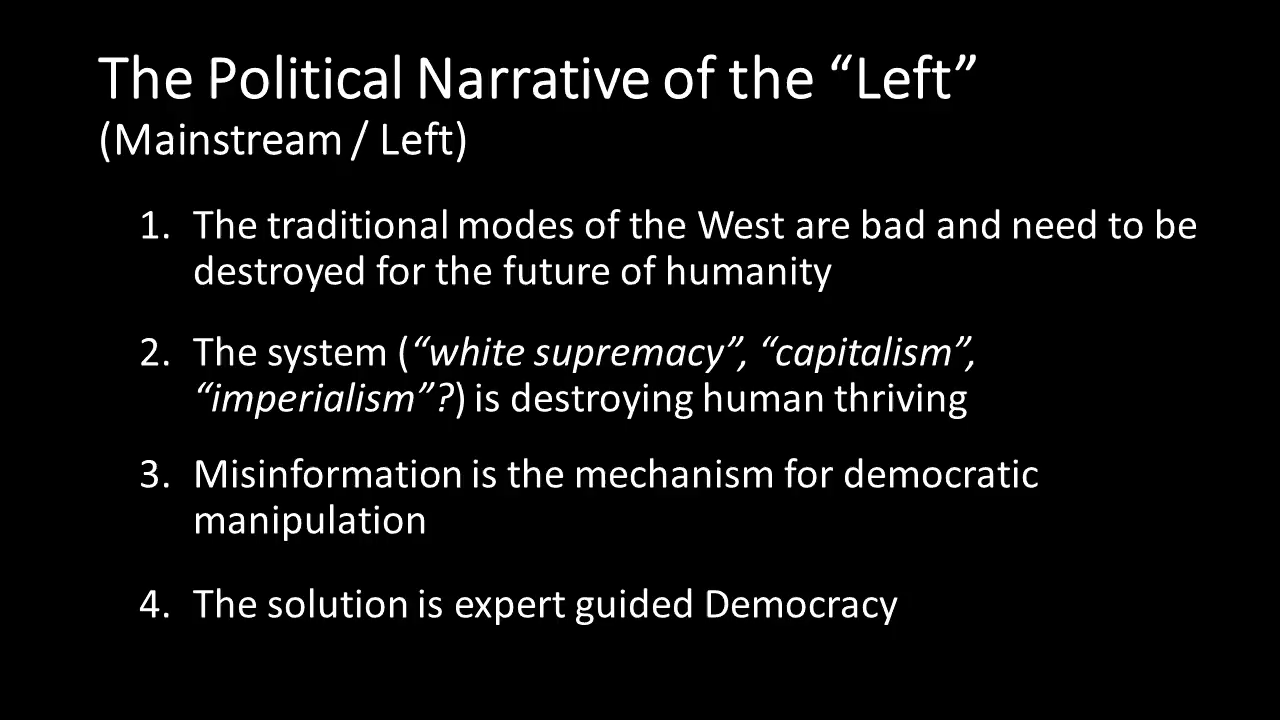 The Political Narrative of the “Left”
(Mainstream / Left)
1. The traditional modes of the West are bad and need to be
destroyed for the future of humanity
2. The system (“white supremacy”, “capitalism”,
“imperialism”?) is destroying human thriving
3. Misinformation is the mechanism for democratic
manipulation
4. The solution is expert guided Democracy